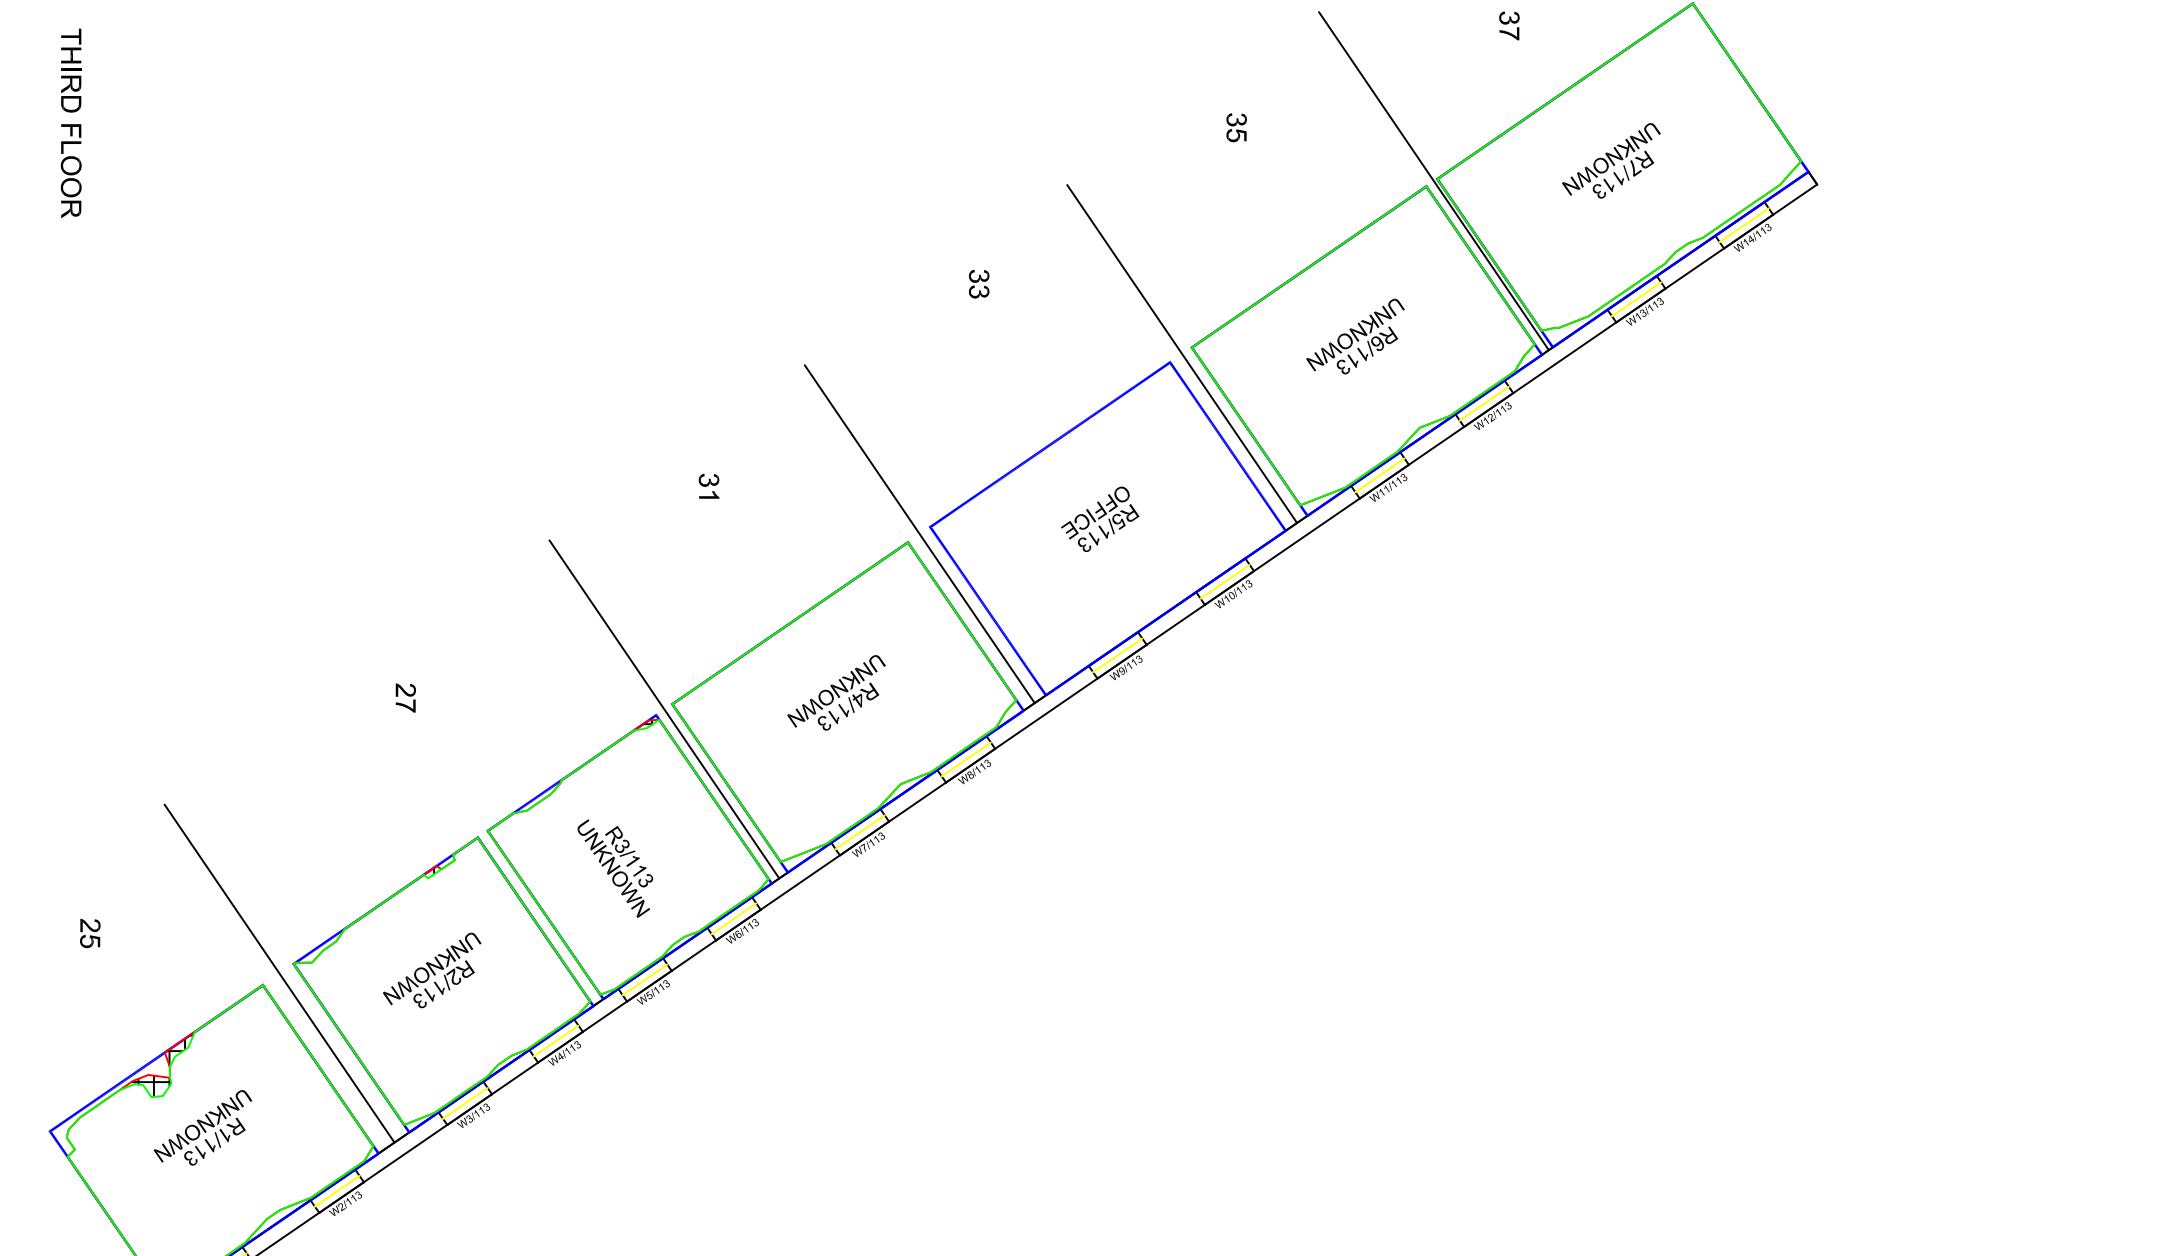 THIRD FLOOR
37
35
33
31
27
25
R7/113
UNKNOWN
W14/113
W13/113
R6/113
UNKNOWN
W12/113
W11/113
R5/113
OFFICE
W10/113
W9/113
R4/113
UNKNOWN
W8/113
W7/113
R3/113
UNKNOWN
W6/113
W5/113
R2/113
UNKNOWN
W4/113
W3/113
R1/113
UNKNOWN
W2/113